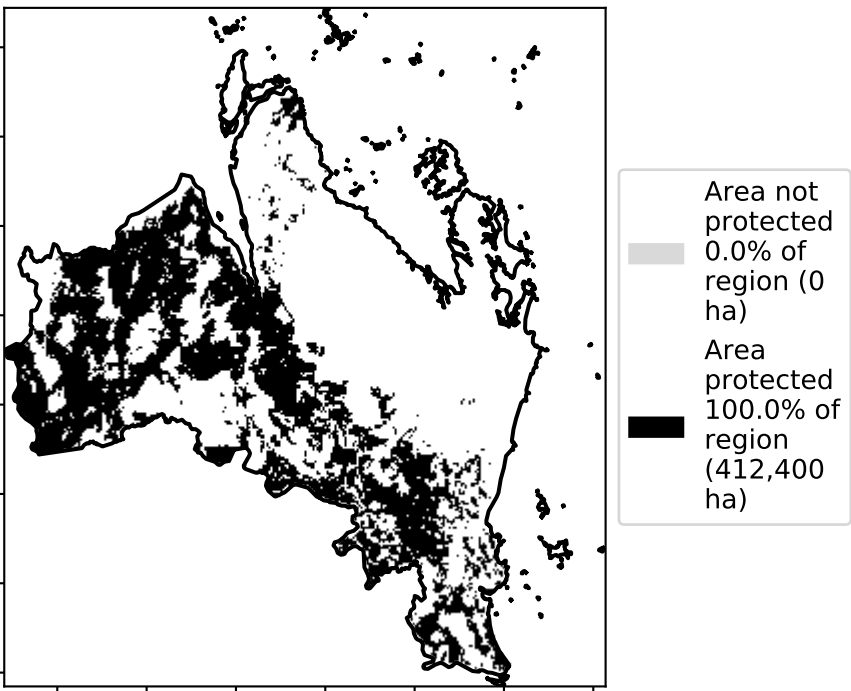 Area not
protected
0.0% of
region (0
ha)
Area
protected
100.0% of
region
(412,400
ha)